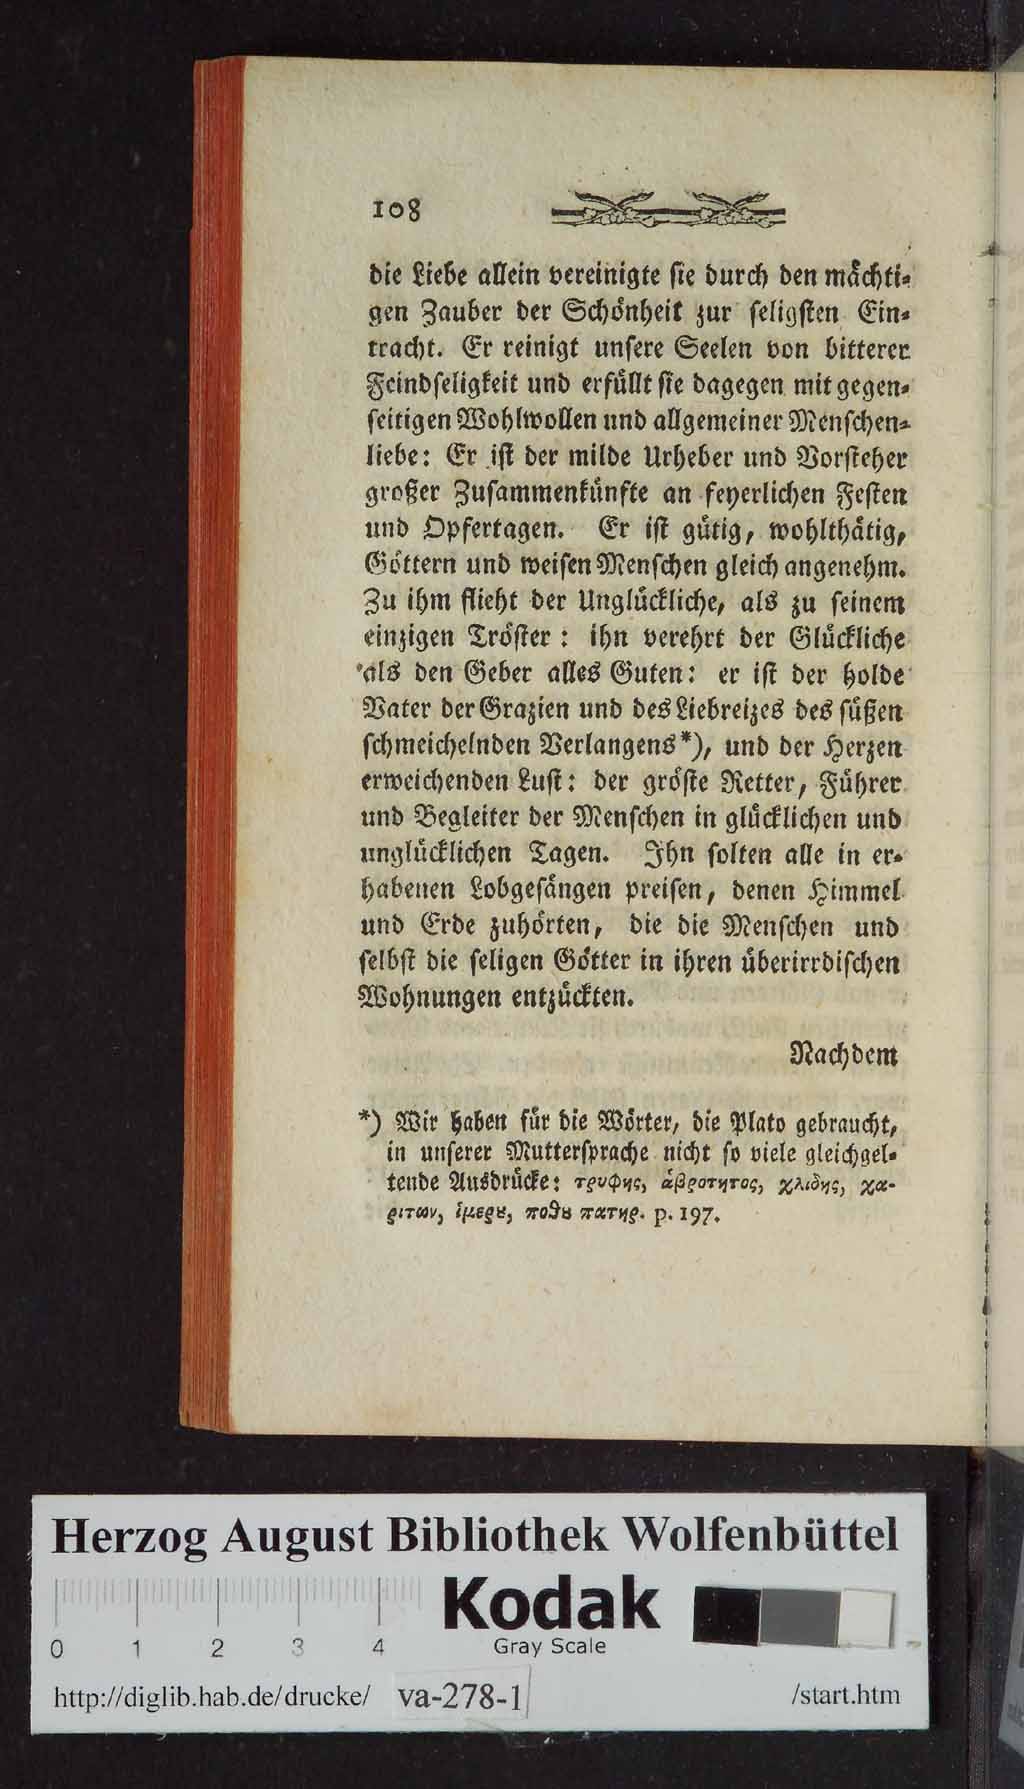 108
die Liebe allein vereinigte sie durch den mächti-
gen Zauber der Schönheit zur seligsten Ein-
tracht. Er reinigt unsere Seelen von bitterer
Feindseligkeit und erfüllt sie dagegen mit gegen-
seitigen Wohlwollen und allgemeiner Menschen-
liebe: Er ist der milde Urheber und Vorsteher
großer Zusammenkünfte an feyerlichen Festen
und Opfertagen. Er ist gütig, wohlthätig,
Göttern und weisen Menschen gleich angenehm.
Zu ihm flieht der Unglückliche, als zu seinem
einzigen Tröster: ihn verehrt der Glückliche
als den Geber alles Guten: er ist der holde
Vater der Grazien und des Liebreizes des süßen
schmeichelnden Verlangens*), und der Herzen
erweichenden Lust: der gröste Retter, Führer
und Begleiter der Menschen in glücklichen und
unglücklichen Tagen. Ihn solten alle in er-
habenen Lobgesängen preisen, denen Himmel
und Erde zuhörten, die die Menschen und
selbst die seligen Götter in ihren überirrdischen
Wohnungen entzückten.
Nachdem
*) Wir haben für die Wörter, die Plato gebraucht,
in unserer Muttersprache nicht so viele gleichgel-
tende Ausdrücke: τρυφης, ἁβροτητος, χλιδης, χα-
ριτων, ἱμερȣ, ποθȣ πατηρ. p. 197.
Herzog August Bibliothek Wolfenbüttel
Kodak
0 1 2 3 4 Gray Scale
http://diglib.hab.de/drucke/ va-278-1 /start.htm